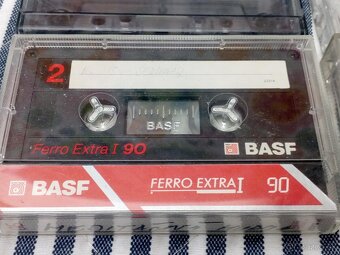 2
BASF
Ferro Extra I 90
BASF
BASF
FERRO EXTRA I
90